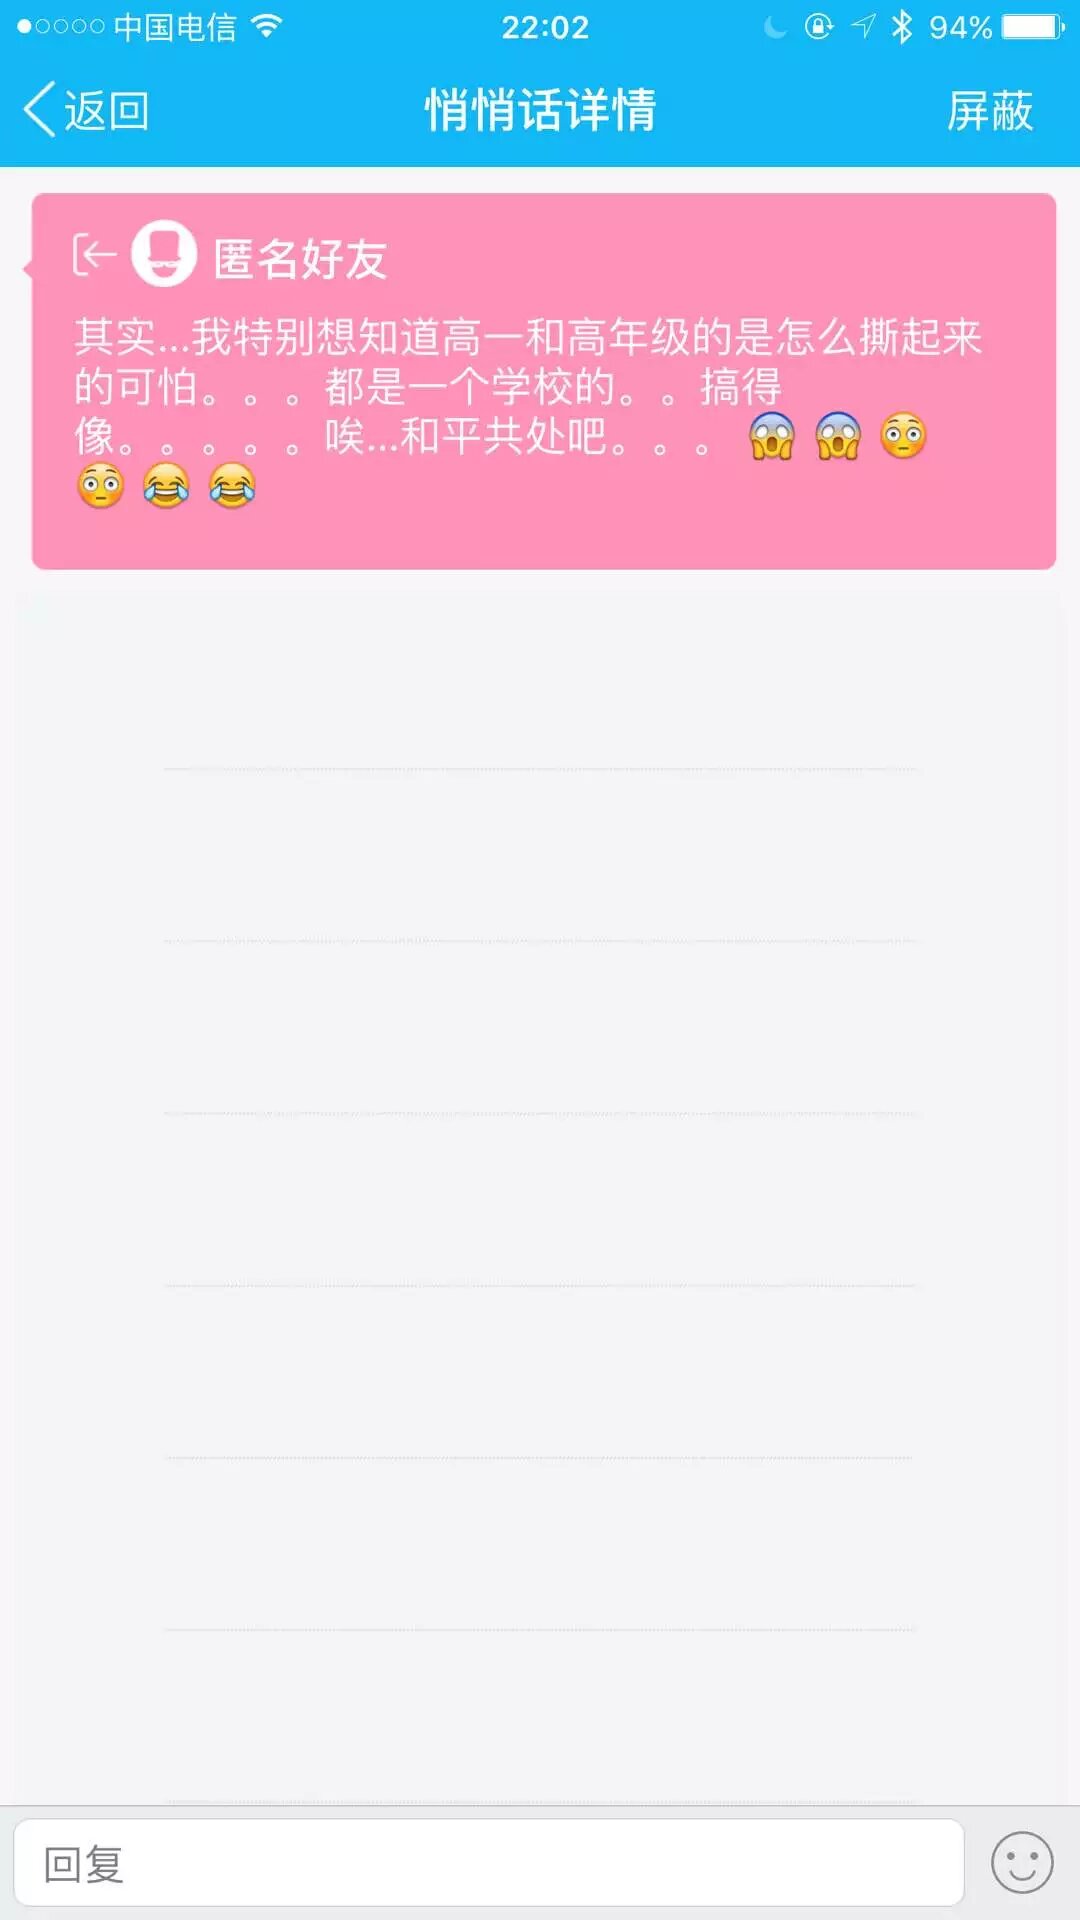 中国电信 22:02 94%
返回 悄悄话详情 屏蔽
匿名好友
其实...我特别想知道高一和高年级的是怎么撕起来
的可怕。。。都是一个学校的。。搞得
像。。。。。唉...和平共处吧。。。😱😱😳
😳😂😂
回复